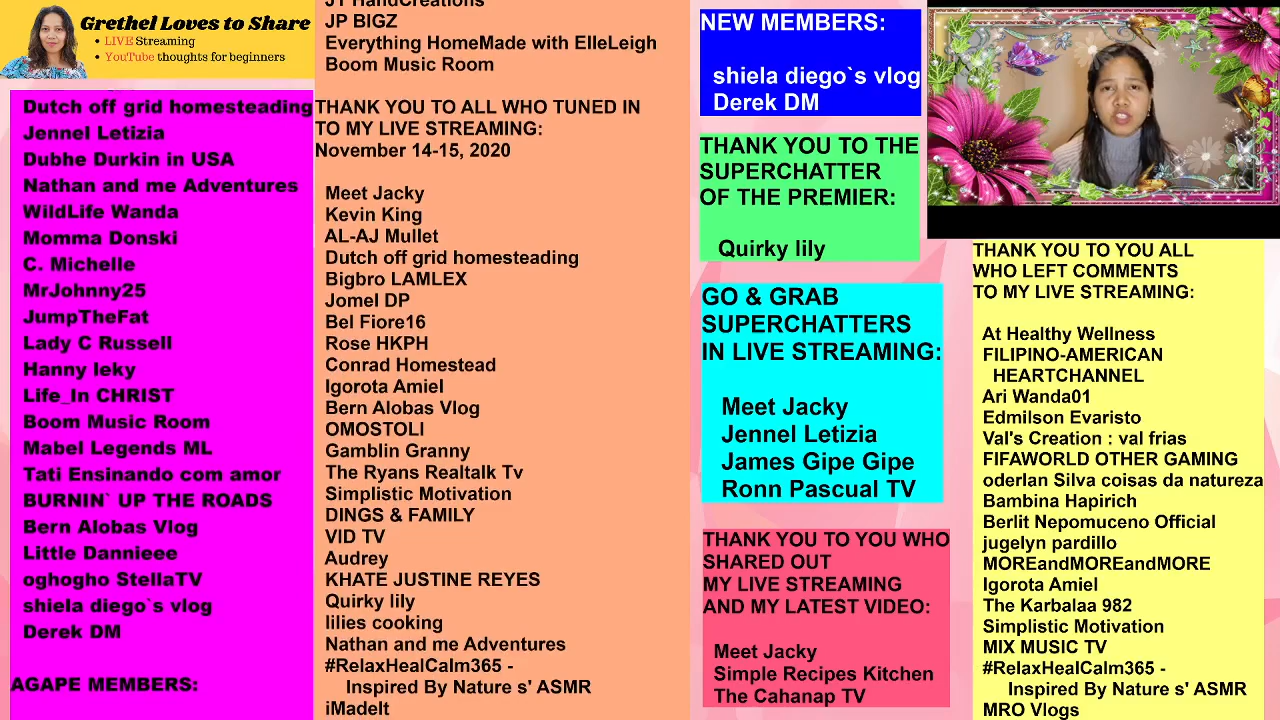 Grethel Loves to Share
• LIVE Streaming
• YouTube thoughts for beginners
Dutch off grid homesteading
Jennel Letizia
Dubhe Durkin in USA
Nathan and me Adventures
WildLife Wanda
Momma Donski
C. Michelle
MrJohnny25
JumpTheFat
Lady C Russell
Hanny leky
Life_In CHRIST
Boom Music Room
Mabel Legends ML
Tati Ensinando com amor
BURNIN` UP THE ROADS
Bern Alobas Vlog
Little Dannieee
oghogho StellaTV
shiela diego`s vlog
Derek DM
AGAPE MEMBERS:
JT HandCreations
JP BIGZ
Everything HomeMade with ElleLeigh
Boom Music Room
THANK YOU TO ALL WHO TUNED IN
TO MY LIVE STREAMING:
November 14-15, 2020
Meet Jacky
Kevin King
AL-AJ Mullet
Dutch off grid homesteading
Bigbro LAMLEX
Jomel DP
Bel Fiore16
Rose HKPH
Conrad Homestead
Igorota Amiel
Bern Alobas Vlog
OMOSTOLI
Gamblin Granny
The Ryans Realtalk Tv
Simplistic Motivation
DINGS & FAMILY
VID TV
Audrey
KHATE JUSTINE REYES
Quirky lily
lilies cooking
Nathan and me Adventures
#RelaxHealCalm365 -
Inspired By Nature s' ASMR
iMadeIt
NEW MEMBERS:
shiela diego`s vlog
Derek DM
THANK YOU TO THE
SUPERCHATTER
OF THE PREMIER:
Quirky lily
GO & GRAB
SUPERCHATTERS
IN LIVE STREAMING:
Meet Jacky
Jennel Letizia
James Gipe Gipe
Ronn Pascual TV
THANK YOU TO YOU WHO
SHARED OUT
MY LIVE STREAMING
AND MY LATEST VIDEO:
Meet Jacky
Simple Recipes Kitchen
The Cahanap TV
THANK YOU TO YOU ALL
WHO LEFT COMMENTS
TO MY LIVE STREAMING:
At Healthy Wellness
FILIPINO-AMERICAN
HEARTCHANNEL
Ari Wanda01
Edmilson Evaristo
Val's Creation : val frias
FIFAWORLD OTHER GAMING
oderlan Silva coisas da natureza
Bambina Hapirich
Berlit Nepomuceno Official
jugelyn pardillo
MOREandMOREandMORE
Igorota Amiel
The Karbalaa 982
Simplistic Motivation
MIX MUSIC TV
#RelaxHealCalm365 -
Inspired By Nature s' ASMR
MRO Vlogs